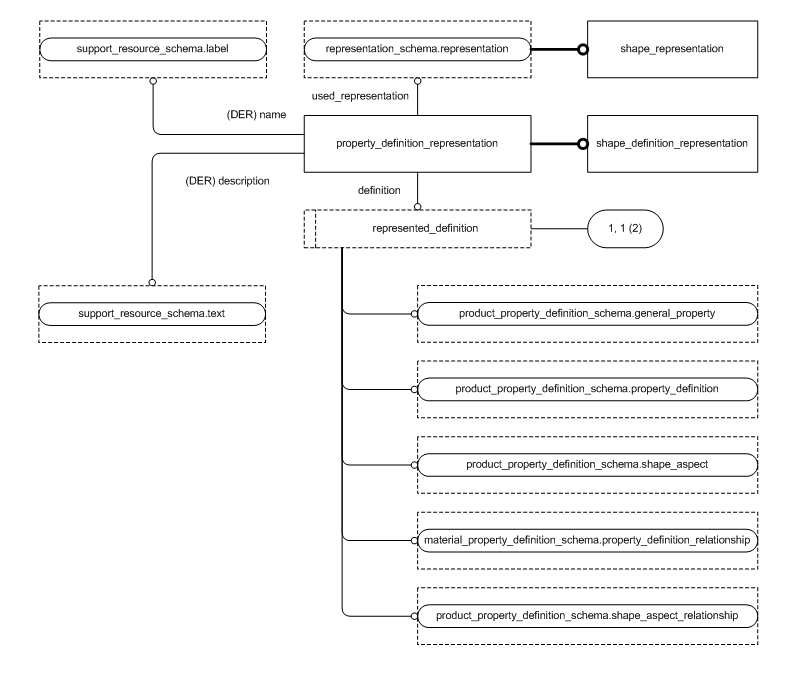 support_resource_schema.label
representation_schema.representation
shape_representation
used_representation
(DER) name
property_definition_representation
shape_definition_representation
(DER) description
definition
represented_definition
1, 1 (2)
product_property_definition_schema.general_property
support_resource_schema.text
product_property_definition_schema.property_definition
product_property_definition_schema.shape_aspect
material_property_definition_schema.property_definition_relationship
product_property_definition_schema.shape_aspect_relationship